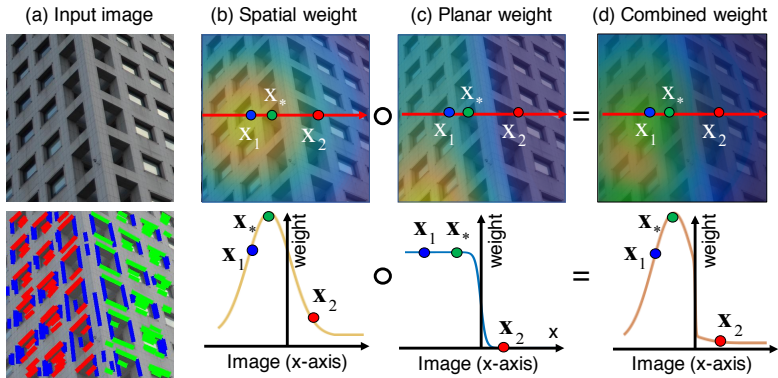 (a) Input image (b) Spatial weight (c) Planar weight (d) Combined weight
x* x* x*
x1 x2 x1 x2 x1 x2
= 
x* weight x1 x* weight x* weight
x1 x2 x1
x2 x x2
=
Image (x-axis) Image (x-axis) Image (x-axis)